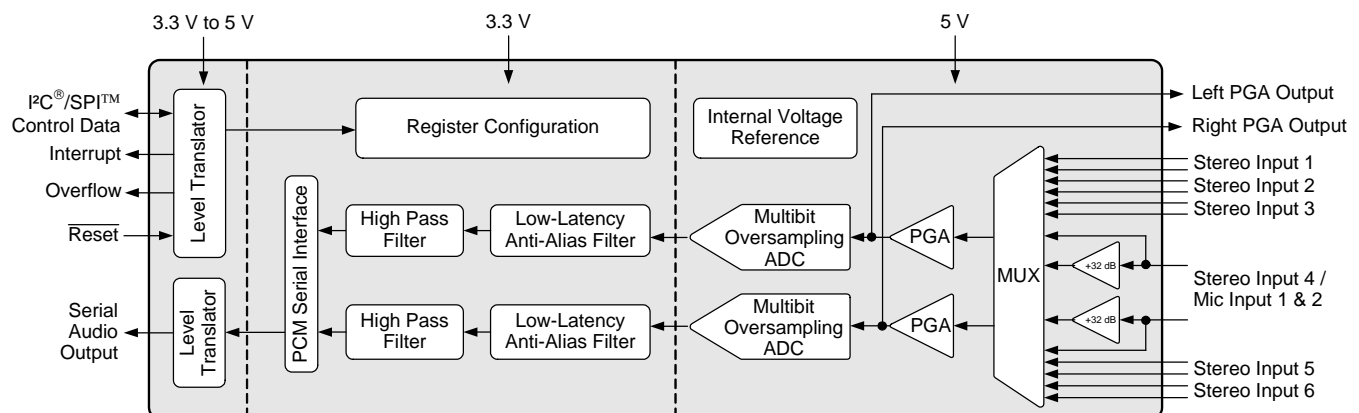 3.3 V to 5 V
3.3 V
5 V
I²C®/SPI™
Control Data
Interrupt
Overflow
Reset
Serial
Audio
Output
Level Translator
Level
Translator
Register Configuration
PCM Serial Interface
High Pass
Filter
Low-Latency
Anti-Alias Filter
High Pass
Filter
Low-Latency
Anti-Alias Filter
Internal Voltage
Reference
Multibit
Oversampling
ADC
Multibit
Oversampling
ADC
PGA
PGA
MUX
+32 dB
+32 dB
Left PGA Output
Right PGA Output
Stereo Input 1
Stereo Input 2
Stereo Input 3
Stereo Input 4 /
Mic Input 1 & 2
Stereo Input 5
Stereo Input 6